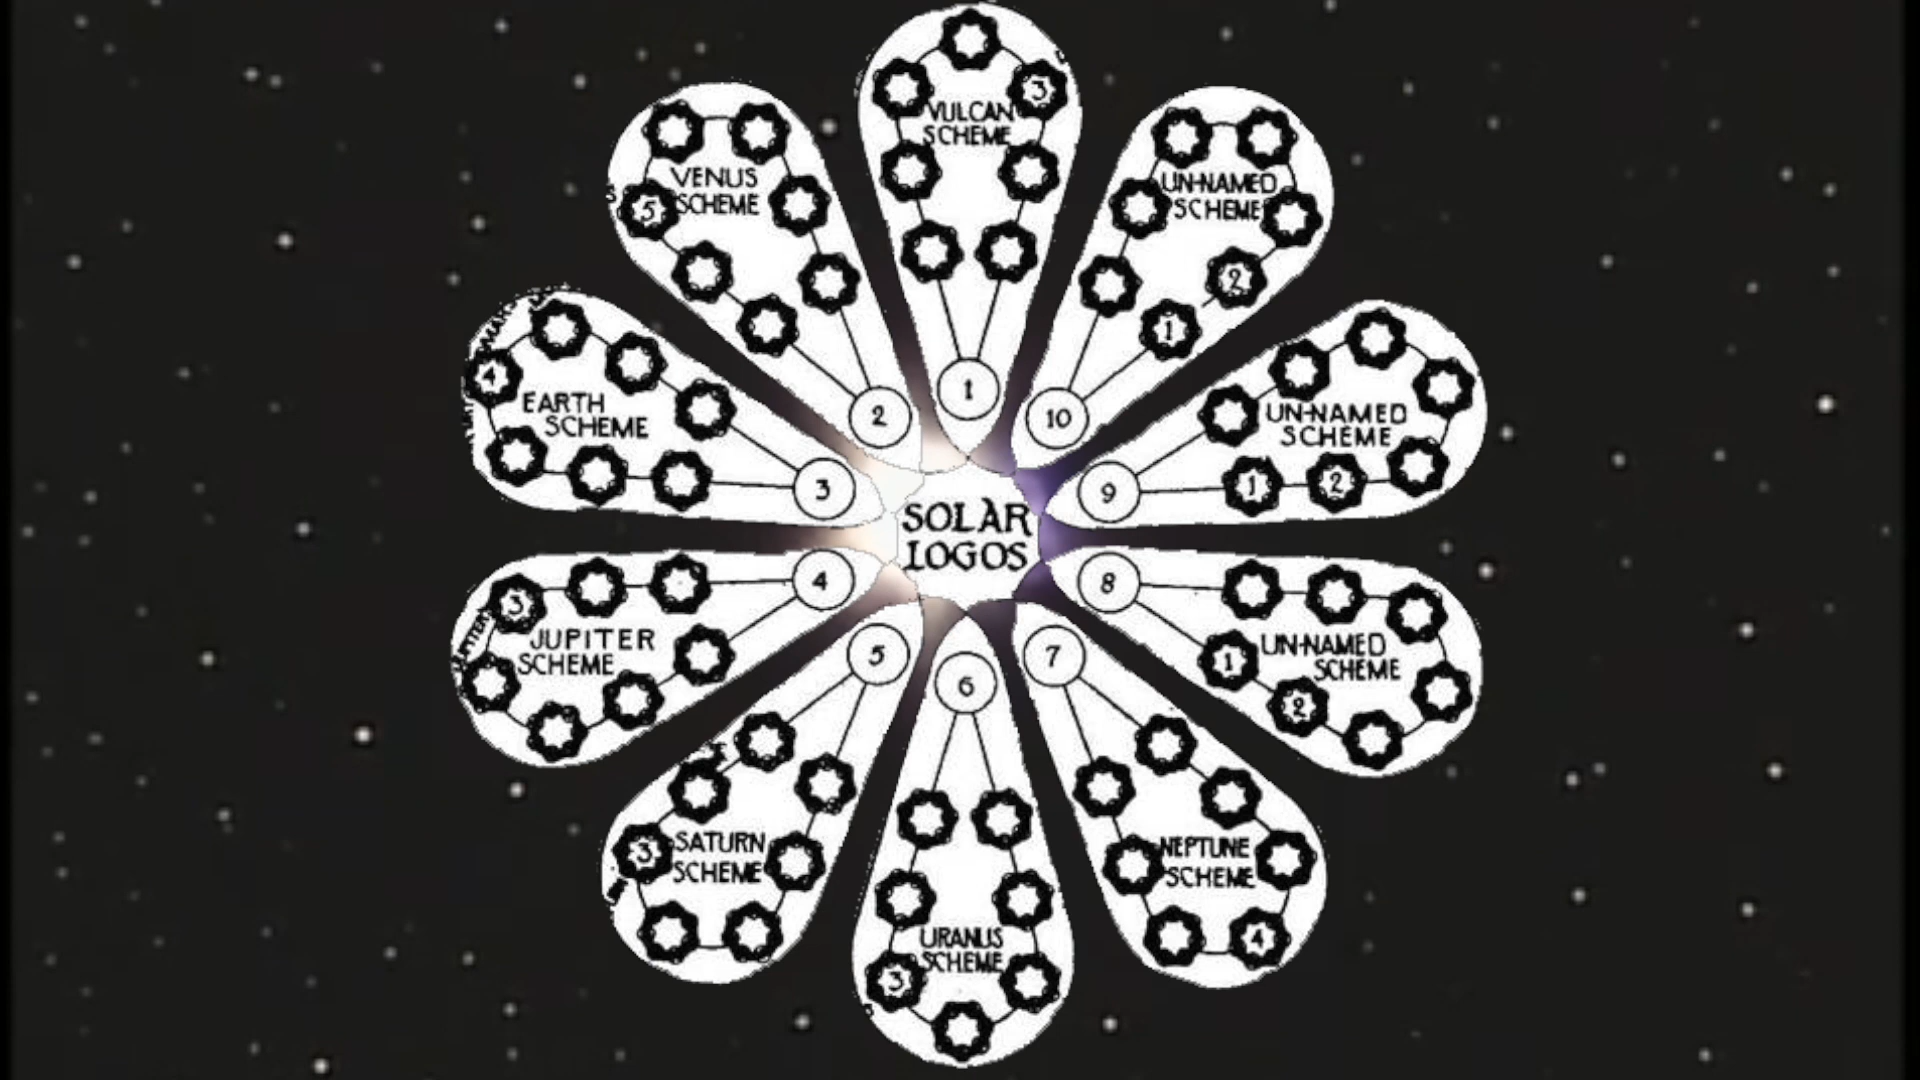 SOLAR
LOGOS
1
VULCAN
SCHEME
3
2
VENUS
SCHEME
5
3
EARTH
SCHEME
4
4
JUPITER
SCHEME
3
5
SATURN
SCHEME
3
6
URANUS
SCHEME
3
7
NEPTUNE
SCHEME
4
8
UN-NAMED
SCHEME
1
2
9
UN-NAMED
SCHEME
1
2
10
UN-NAMED
SCHEME
1
2